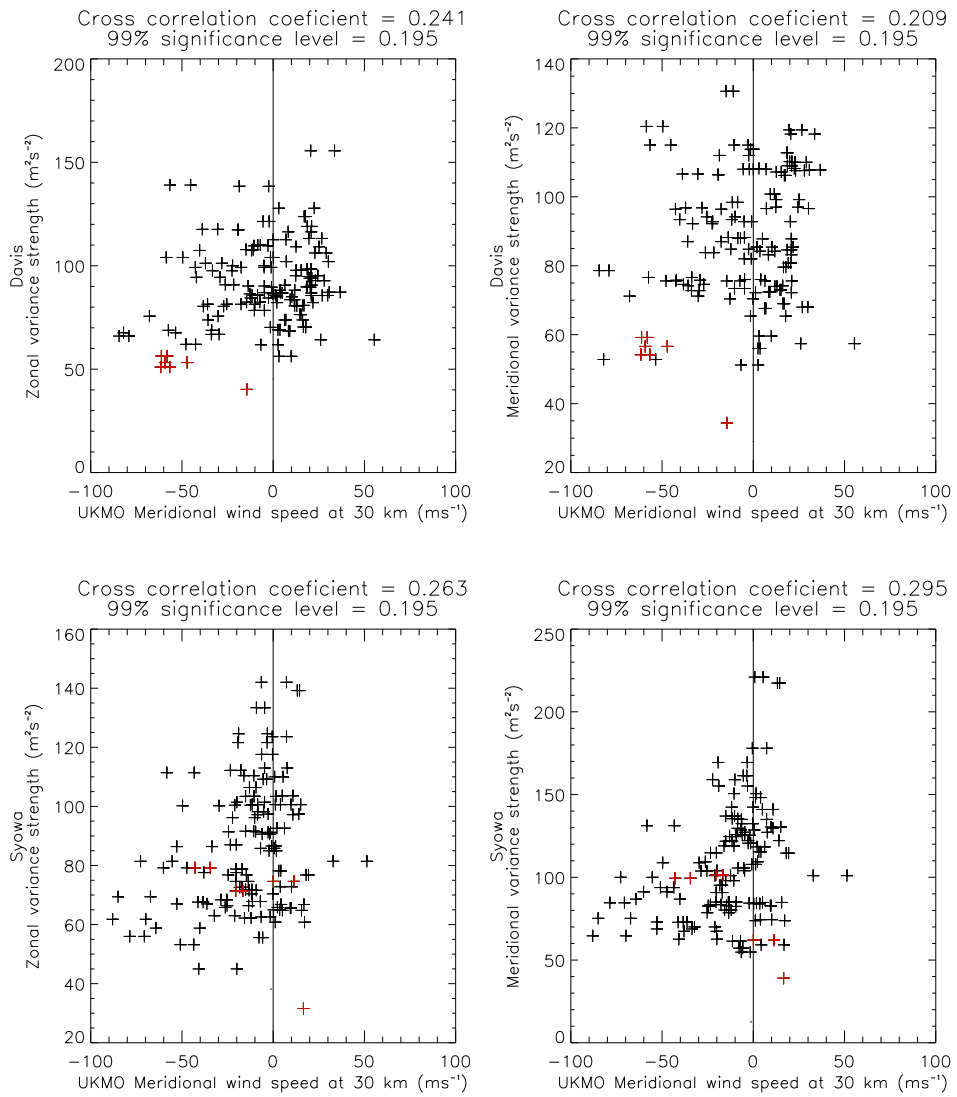 Cross correlation coeficient = 0.241
99% significance level = 0.195
200
150
100
50
0
Davis
Zonal variance strength (m²s⁻²)
-100 -50 0 50 100
UKMO Meridional wind speed at 30 km (ms⁻¹)
Cross correlation coeficient = 0.209
99% significance level = 0.195
140
120
100
80
60
40
20
Davis
Meridional variance strength (m²s⁻²)
-100 -50 0 50 100
UKMO Meridional wind speed at 30 km (ms⁻¹)
Cross correlation coeficient = 0.263
99% significance level = 0.195
160
140
120
100
80
60
40
20
Syowa
Zonal variance strength (m²s⁻²)
-100 -50 0 50 100
UKMO Meridional wind speed at 30 km (ms⁻¹)
Cross correlation coeficient = 0.295
99% significance level = 0.195
250
200
150
100
50
0
Syowa
Meridional variance strength (m²s⁻²)
-100 -50 0 50 100
UKMO Meridional wind speed at 30 km (ms⁻¹)